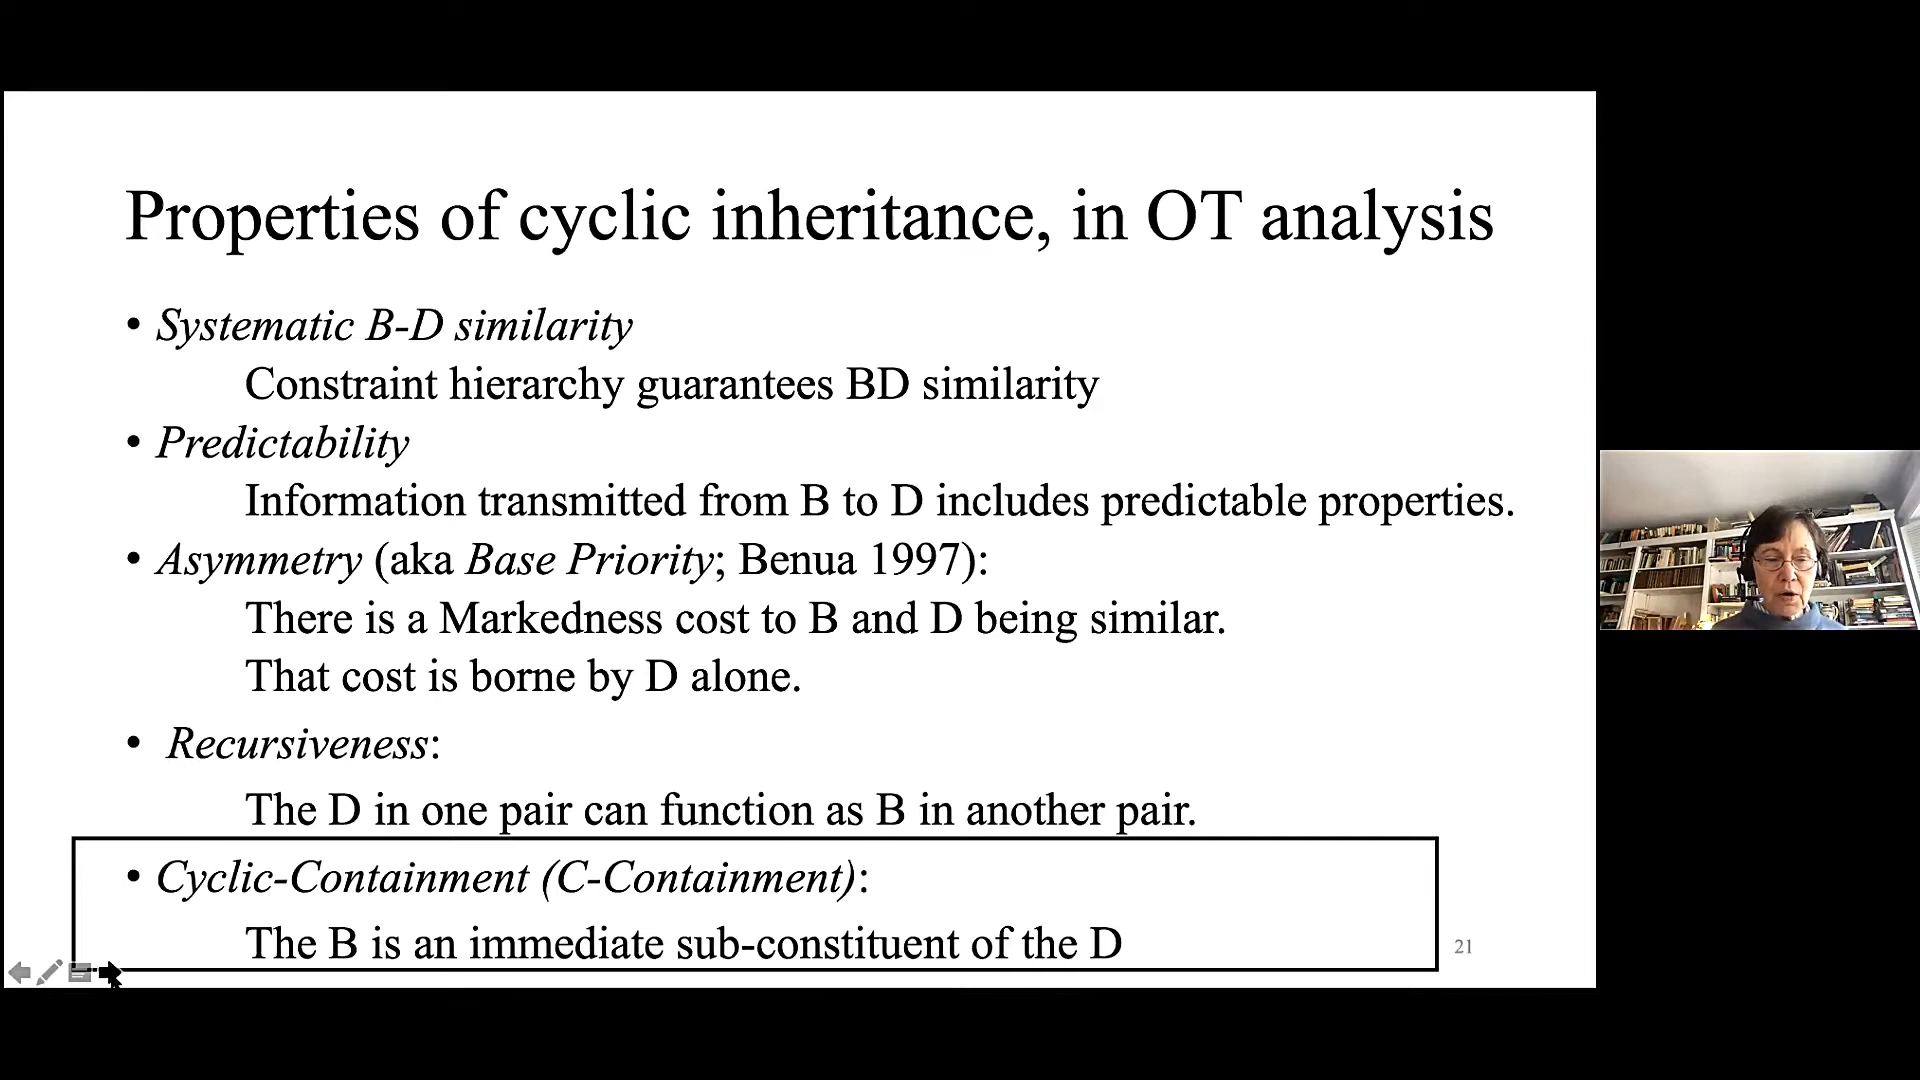 Properties of cyclic inheritance, in OT analysis
• Systematic B-D similarity
Constraint hierarchy guarantees BD similarity
• Predictability
Information transmitted from B to D includes predictable properties.
• Asymmetry (aka Base Priority; Benua 1997):
There is a Markedness cost to B and D being similar.
That cost is borne by D alone.
• Recursiveness:
The D in one pair can function as B in another pair.
• Cyclic-Containment (C-Containment):
The B is an immediate sub-constituent of the D
21